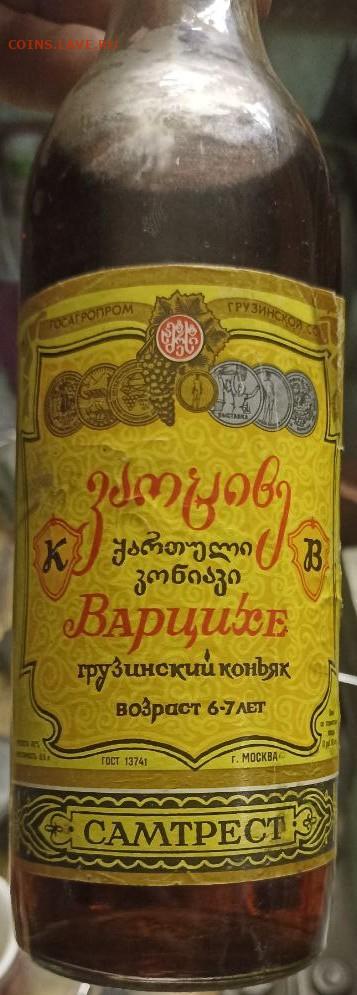 COINS.LAVE.RU
ГОСАГРОПРОМ ГРУЗИНСКОЙ ССР
ვარციხე
ქართული
კონიაკი
К В
ВАРЦИХЕ
грузинский коньяк
возраст 6-7 лет
ГОСТ 13741 г. МОСКВА
САМТРЕСТ